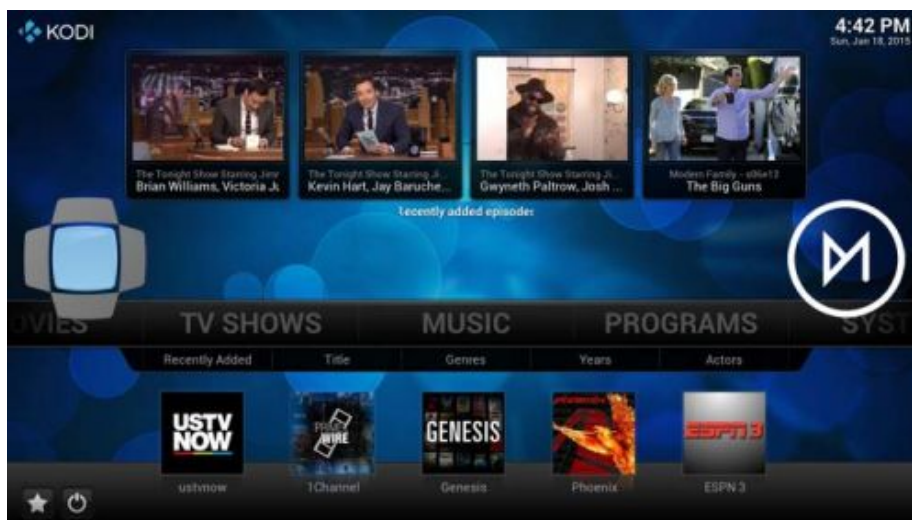 KODI
4:42 PM
Sun, Jan 18, 2015
The Tonight Show Starring Jimr
Brian Williams, Victoria Ju
The Tonight Show Starring Ji...
Kevin Hart, Jay Baruche...
The Tonight Show Starring Ji...
Gwyneth Paltrow, Josh ...
Modern Family - s06e13
The Big Guns
Recently added episodes
OVIES
TV SHOWS
MUSIC
PROGRAMS
SYST
Recently Added
Title
Genres
Years
Actors
USTV
NOW
WIRE
GENESIS
ESPN 3
ustvnow
1Channel
Genesis
Phoenix
ESPN 3